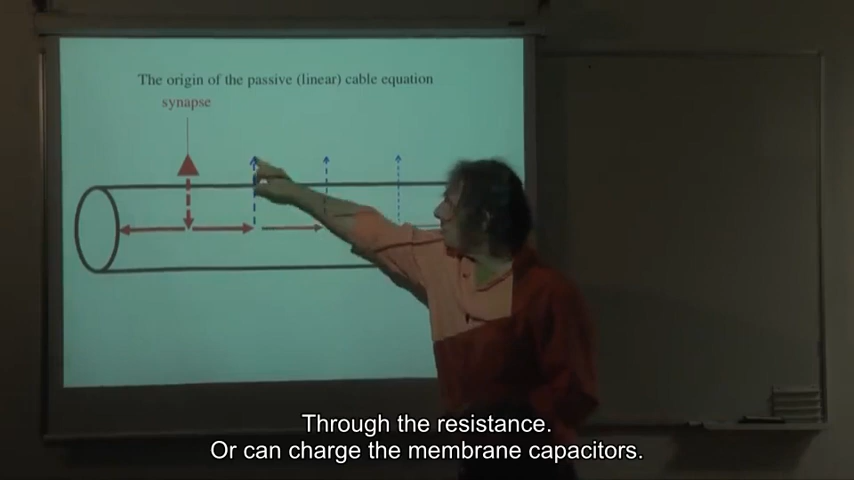 The origin of the passive (linear) cable equation
synapse
Through the resistance.
Or can charge the membrane capacitors.